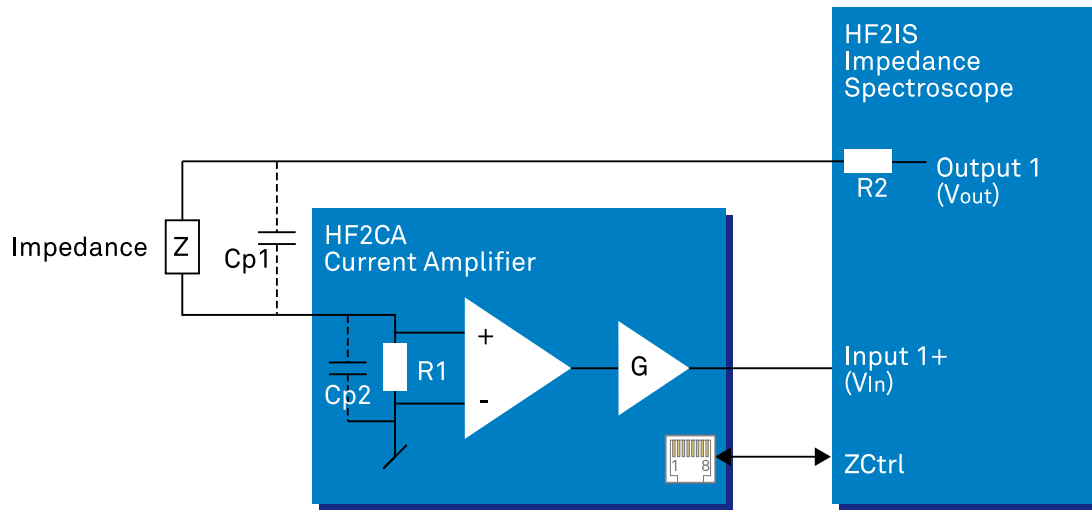 HF2IS
Impedance
Spectroscope
Output 1
(Vout)
R2
Impedance
Z
Cp1
HF2CA
Current Amplifier
+
-
R1
Cp2
G
Input 1+
(VIn)
1 8
ZCtrl